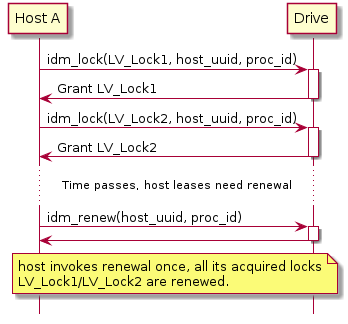 Host A
Drive
idm_lock(LV_Lock1, host_uuid, proc_id)
Grant LV_Lock1
idm_lock(LV_Lock2, host_uuid, proc_id)
Grant LV_Lock2
Time passes, host leases need renewal
idm_renew(host_uuid, proc_id)
host invokes renewal once, all its acquired locks
LV_Lock1/LV_Lock2 are renewed.